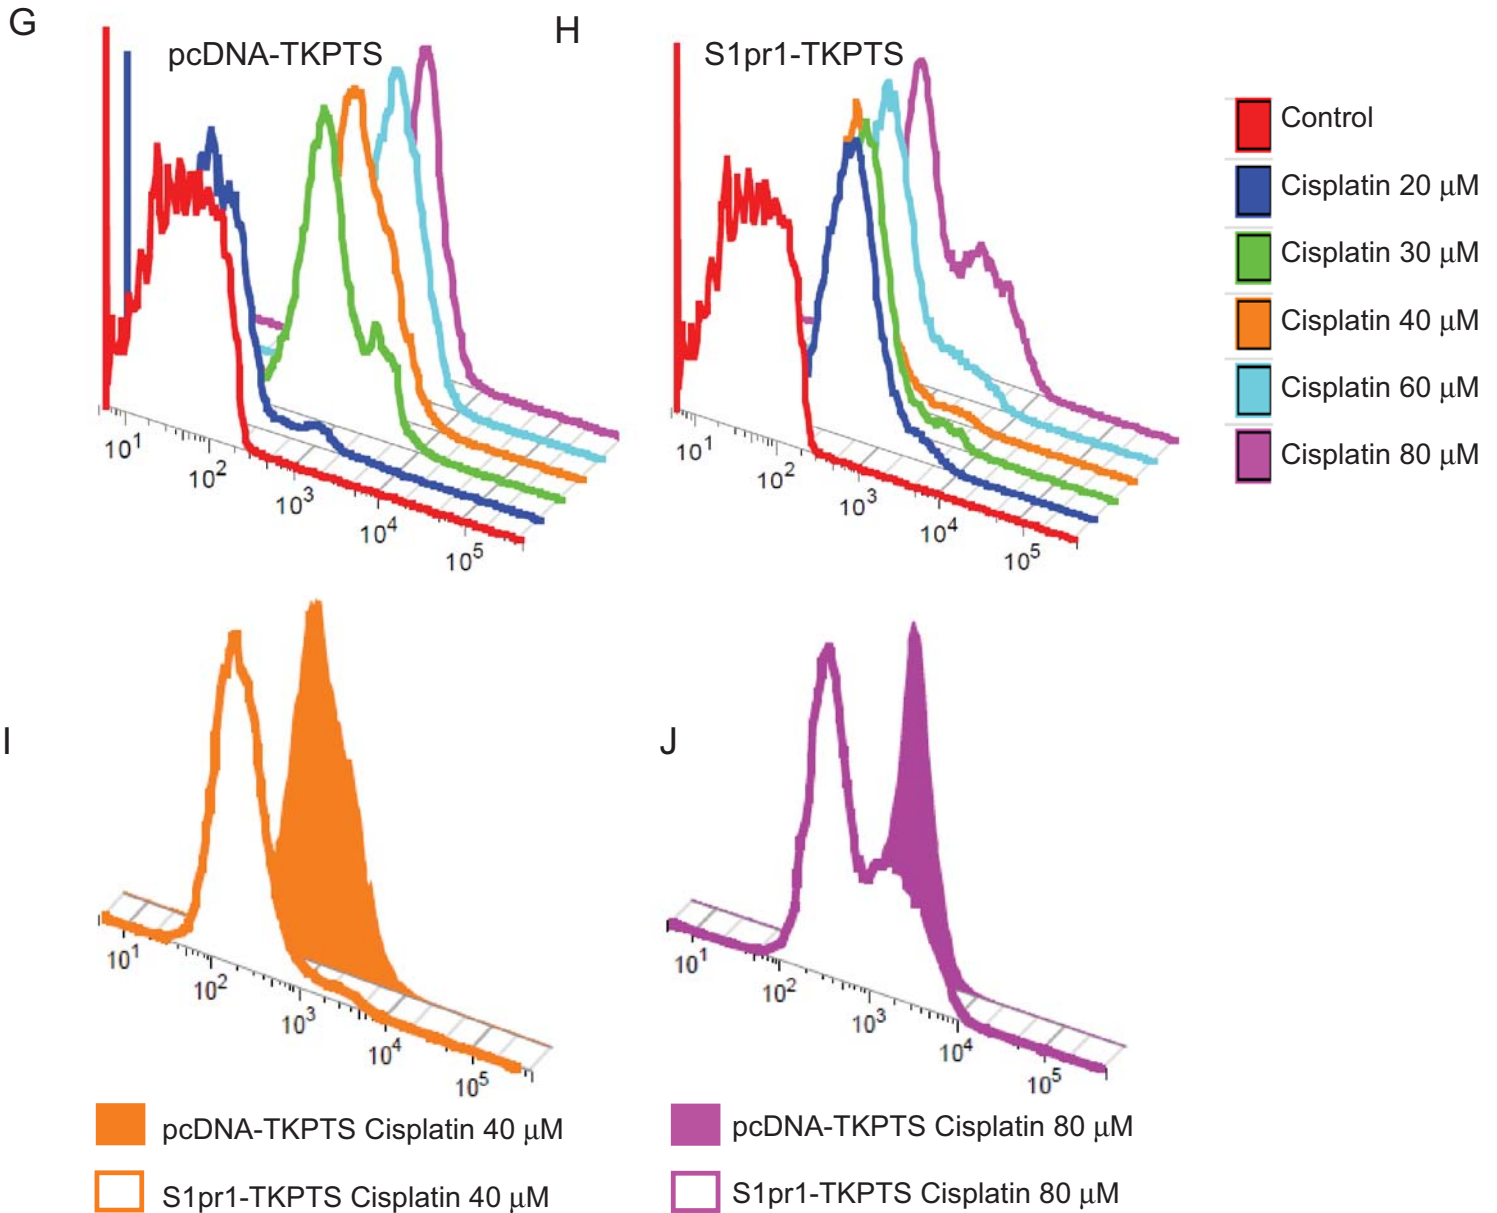 G
H
pcDNA-TKPTS
S1pr1-TKPTS
Control
Cisplatin 20 μM
Cisplatin 30 μM
Cisplatin 40 μM
Cisplatin 60 μM
Cisplatin 80 μM
10¹
10²
10³
10⁴
10⁵
10¹
10²
10³
10⁴
10⁵
I
J
10¹
10²
10³
10⁴
10⁵
10¹
10²
10³
10⁴
10⁵
pcDNA-TKPTS Cisplatin 40 μM
S1pr1-TKPTS Cisplatin 40 μM
pcDNA-TKPTS Cisplatin 80 μM
S1pr1-TKPTS Cisplatin 80 μM